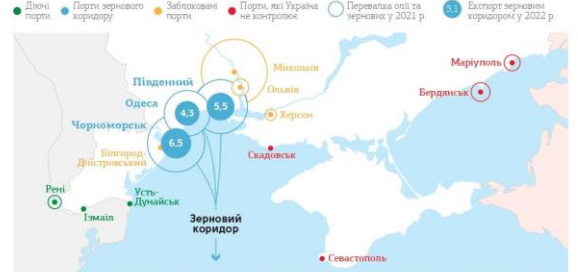 Діючі порти
Порти зернового коридору
Заблоковані порти
Порти, які Україна не контролює
Перевалка олії та зернових у 2021 р.
5,1
Експорт зерновим коридором у 2022 р.
Миколаїв
Маріуполь
Південний
Ольвія
Бердянськ
Одеса
5,5
4,3
Херсон
Чорноморськ
6,5
Білгород-
Дністровський
Скадовськ
Рені
Усть-
Дунайськ
Ізмаїл
Зерновий
коридор
Севастополь